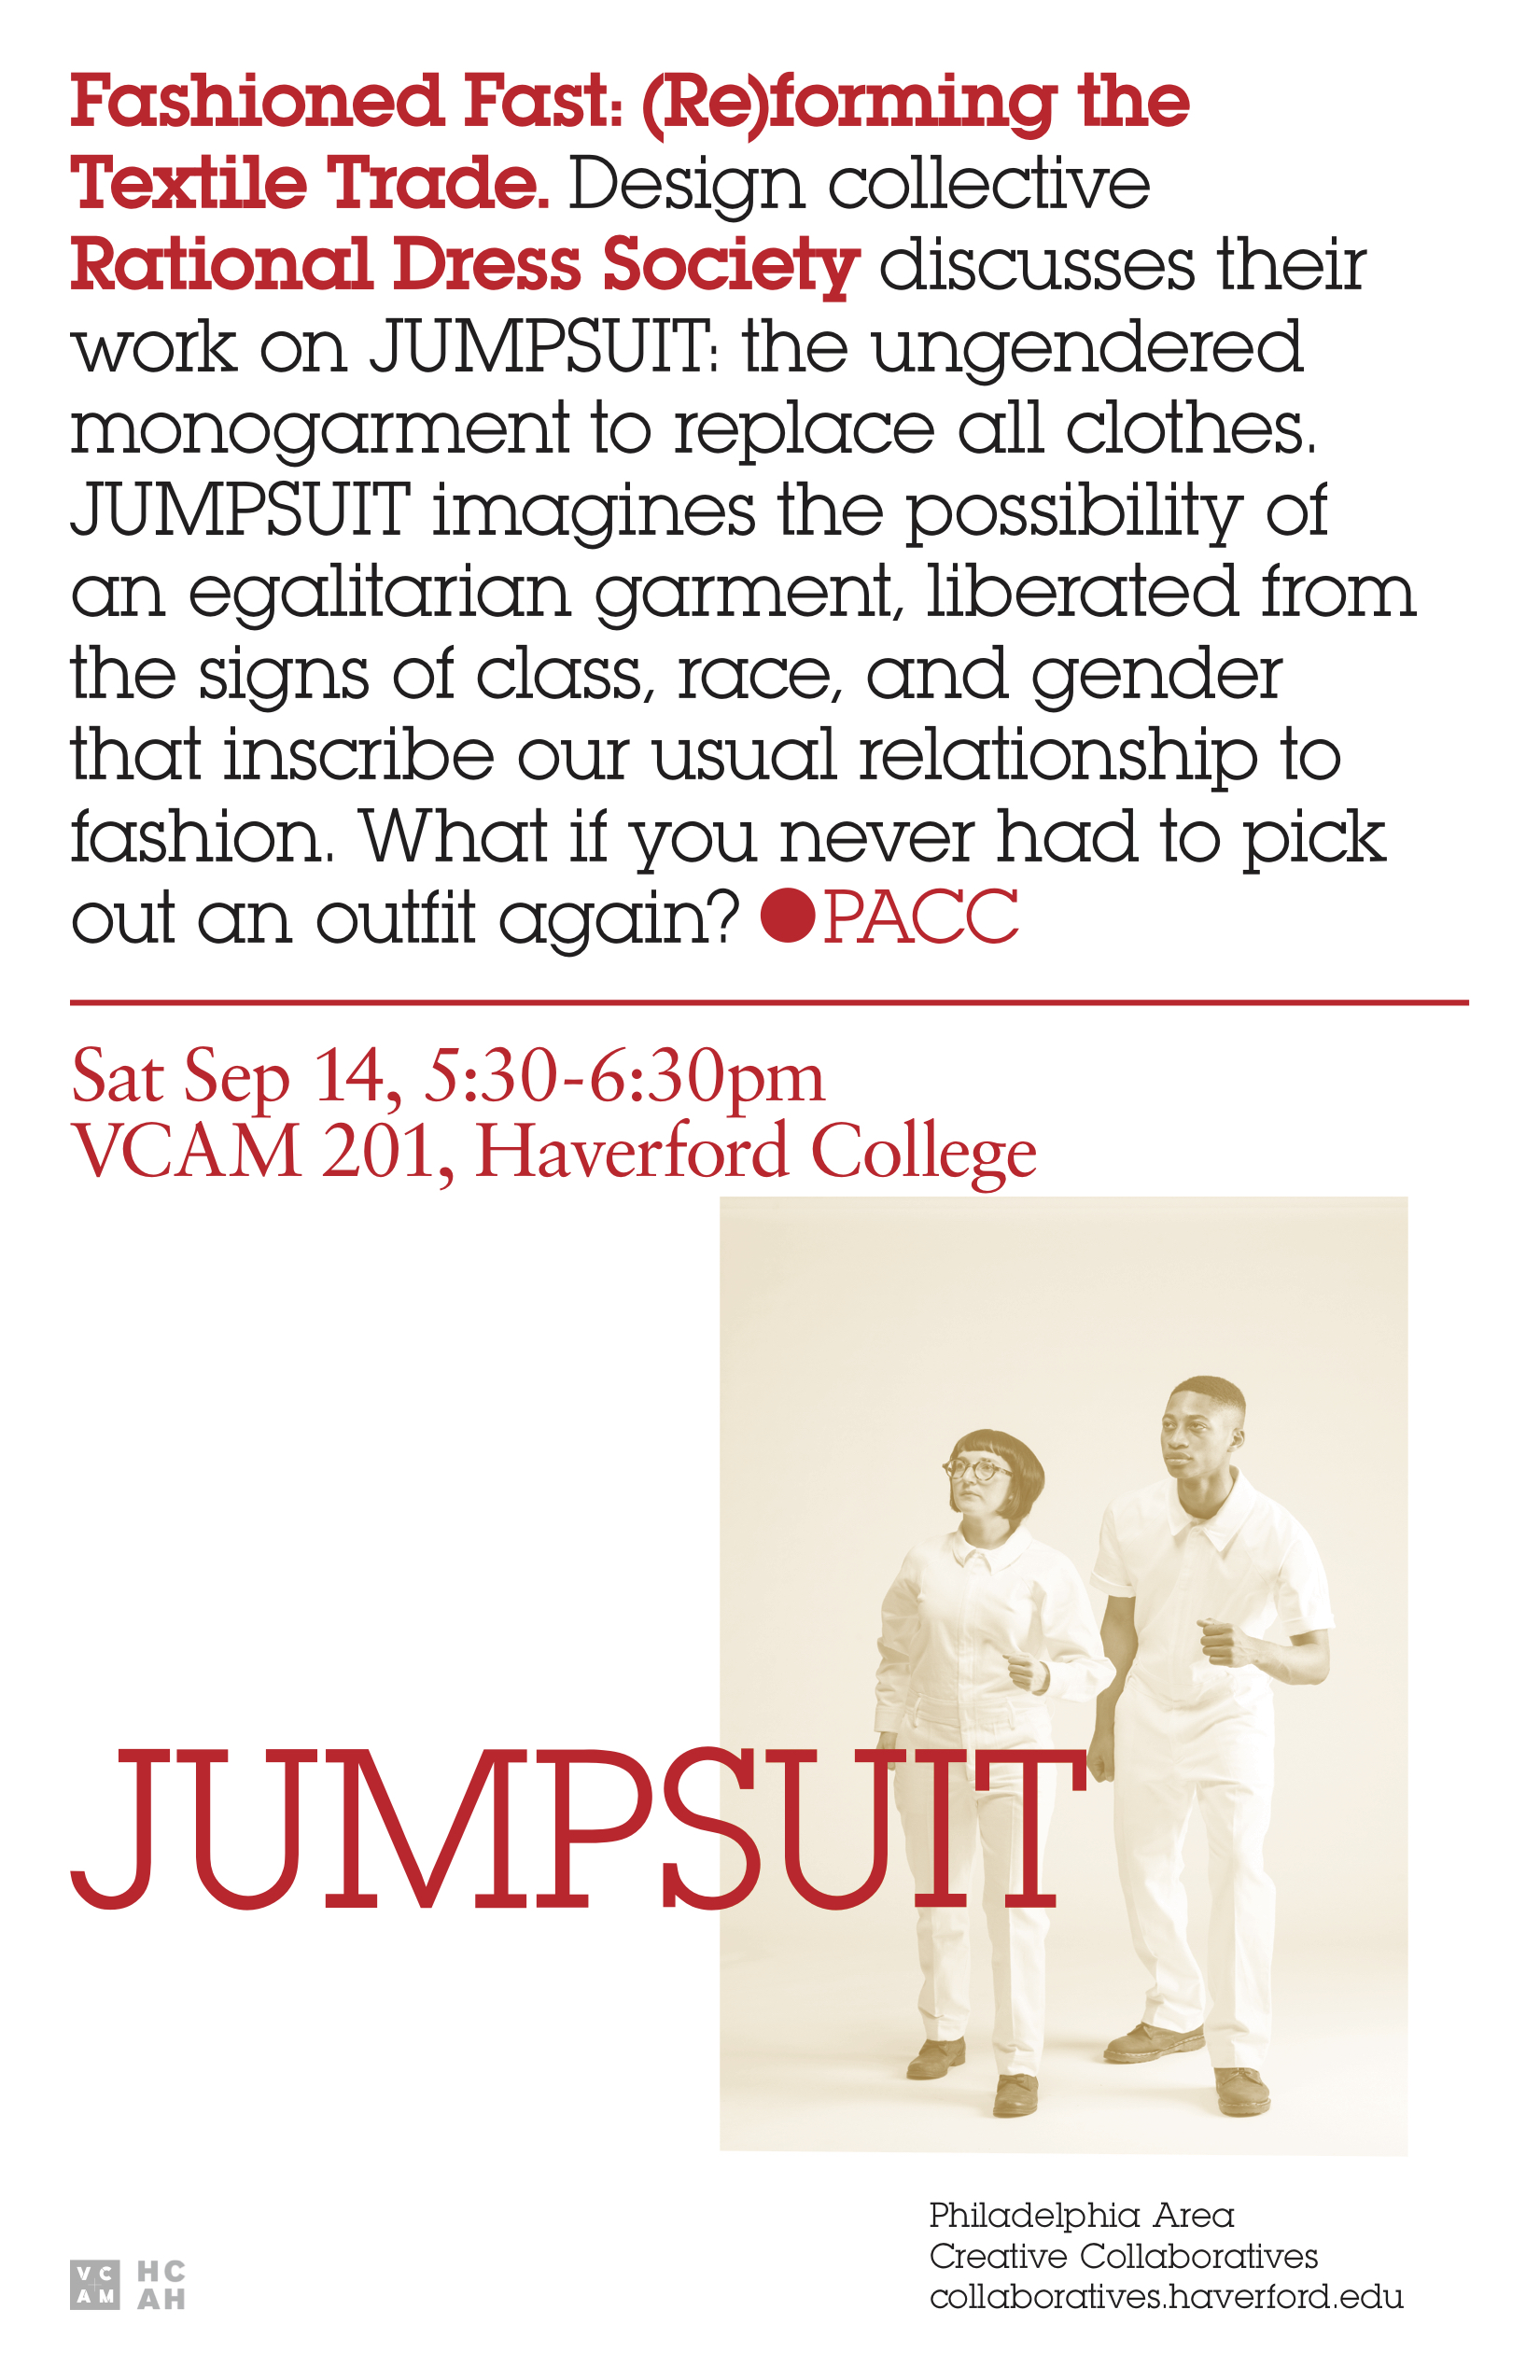 Fashioned Fast: (Re)forming the
Textile Trade. Design collective
Rational Dress Society discusses their
work on JUMPSUIT: the ungendered
monogarment to replace all clothes.
JUMPSUIT imagines the possibility of
an egalitarian garment, liberated from
the signs of class, race, and gender
that inscribe our usual relationship to
fashion. What if you never had to pick
out an outfit again? ●PACC
Sat Sep 14, 5:30-6:30pm
VCAM 201, Haverford College
JUMPSUIT
Philadelphia Area
Creative Collaboratives
collaboratives.haverford.edu
VC
AM
HC
AH